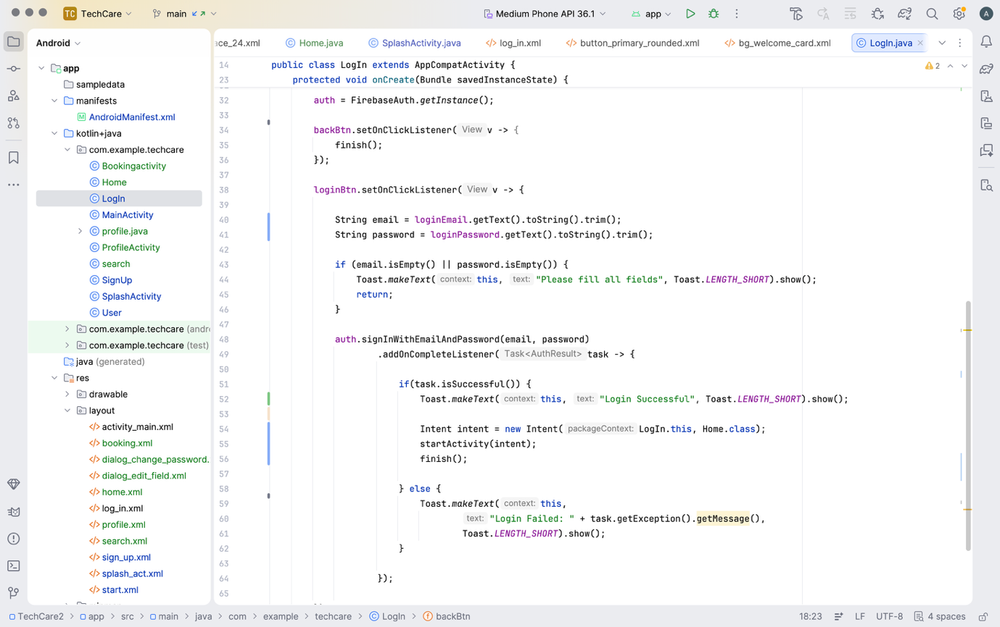 TC TechCare main Medium Phone API 36.1 app A
Android
ace_24.xml Home.java SplashActivity.java log_in.xml button_primary_rounded.xml bg_welcome_card.xml LogIn.java
app
sampledata
manifests
AndroidManifest.xml
kotlin+java
com.example.techcare
Bookingactivity
Home
LogIn
MainActivity
profile.java
ProfileActivity
search
SignUp
SplashActivity
User
com.example.techcare (andro
com.example.techcare (test)
java (generated)
res
drawable
layout
activity_main.xml
booking.xml
dialog_change_password.
dialog_edit_field.xml
home.xml
log_in.xml
profile.xml
search.xml
sign_up.xml
splash_act.xml
start.xml
14 public class LogIn extends AppCompatActivity { 2
23 protected void onCreate(Bundle savedInstanceState) {
32 auth = FirebaseAuth.getInstance();
33
34 backBtn.setOnClickListener( View v -> {
35 finish();
36 });
37
38 loginBtn.setOnClickListener( View v -> {
39
40 String email = loginEmail.getText().toString().trim();
41 String password = loginPassword.getText().toString().trim();
42
43 if (email.isEmpty() || password.isEmpty()) {
44 Toast.makeText( context: this, text: "Please fill all fields", Toast.LENGTH_SHORT).show();
45 return;
46 }
47
48 auth.signInWithEmailAndPassword(email, password)
49 .addOnCompleteListener( Task<AuthResult> task -> {
50
51 if(task.isSuccessful()) {
52 Toast.makeText( context: this, text: "Login Successful", Toast.LENGTH_SHORT).show();
53
54 Intent intent = new Intent( packageContext: LogIn.this, Home.class);
55 startActivity(intent);
56 finish();
57
58 } else {
59 Toast.makeText( context: this,
60 text: "Login Failed: " + task.getException().getMessage(),
61 Toast.LENGTH_SHORT).show();
62 }
63
64 });
65
TechCare2 > app > src > main > java > com > example > techcare > LogIn > backBtn 18:23 LF UTF-8 4 spaces